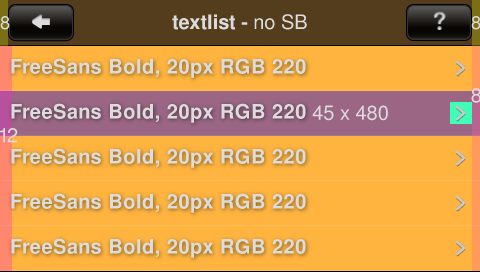 8 textlist - no SB ? 8
FreeSans Bold, 20px RGB 220
8
FreeSans Bold, 20px RGB 220 45 x 480
12
FreeSans Bold, 20px RGB 220
FreeSans Bold, 20px RGB 220
FreeSans Bold, 20px RGB 220